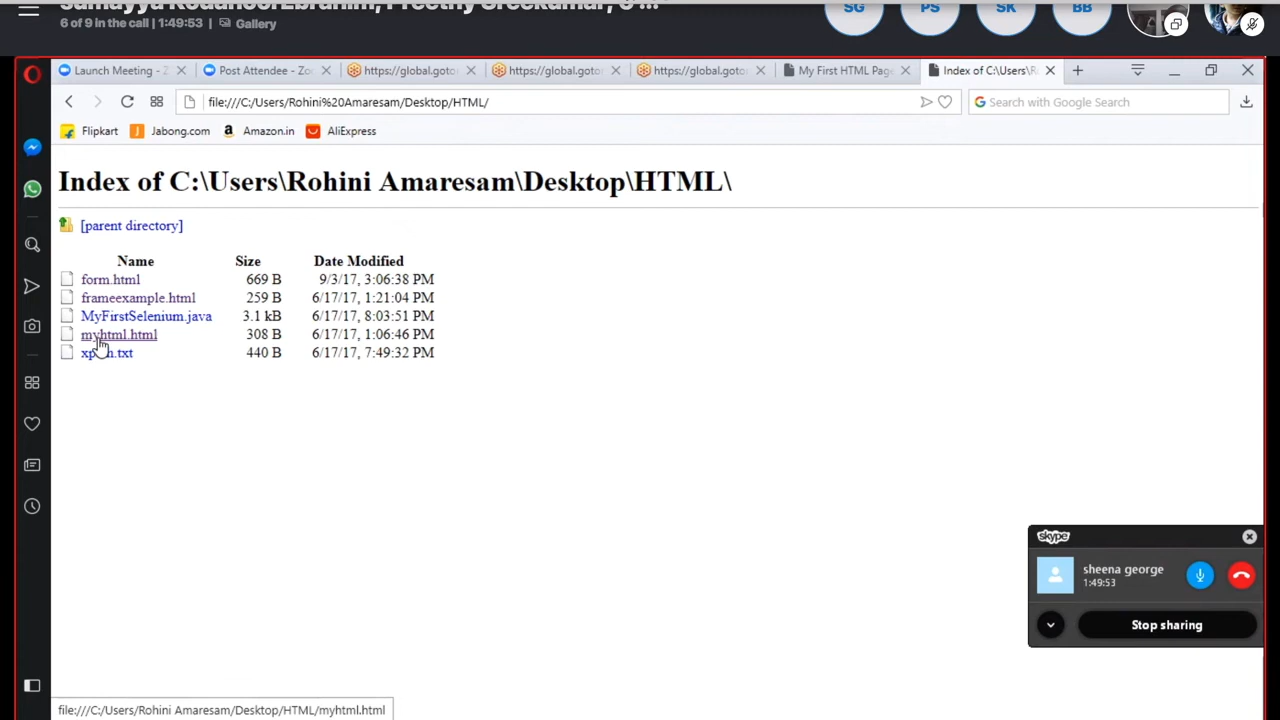 6 of 9 in the call | 1:49:53 | Gallery
SG PS SK BB
Launch Meeting - Z Post Attendee - Zoo https://global.goto https://global.goto https://global.goto My First HTML Pag Index of C:\Users\R
file:///C:/Users/Rohini%20Amaresam/Desktop/HTML/ Search with Google Search
Flipkart Jabong.com Amazon.in AliExpress
Index of C:\Users\Rohini Amaresam\Desktop\HTML\
[parent directory]
Name Size Date Modified
form.html 669 B 9/3/17, 3:06:38 PM
frameexample.html 259 B 6/17/17, 1:21:04 PM
MyFirstSelenium.java 3.1 kB 6/17/17, 8:03:51 PM
myhtml.html 308 B 6/17/17, 1:06:46 PM
xpath.txt 440 B 6/17/17, 7:49:32 PM
skype
sheena george
1:49:53
Stop sharing
file:///C:/Users/Rohini Amaresam/Desktop/HTML/myhtml.html